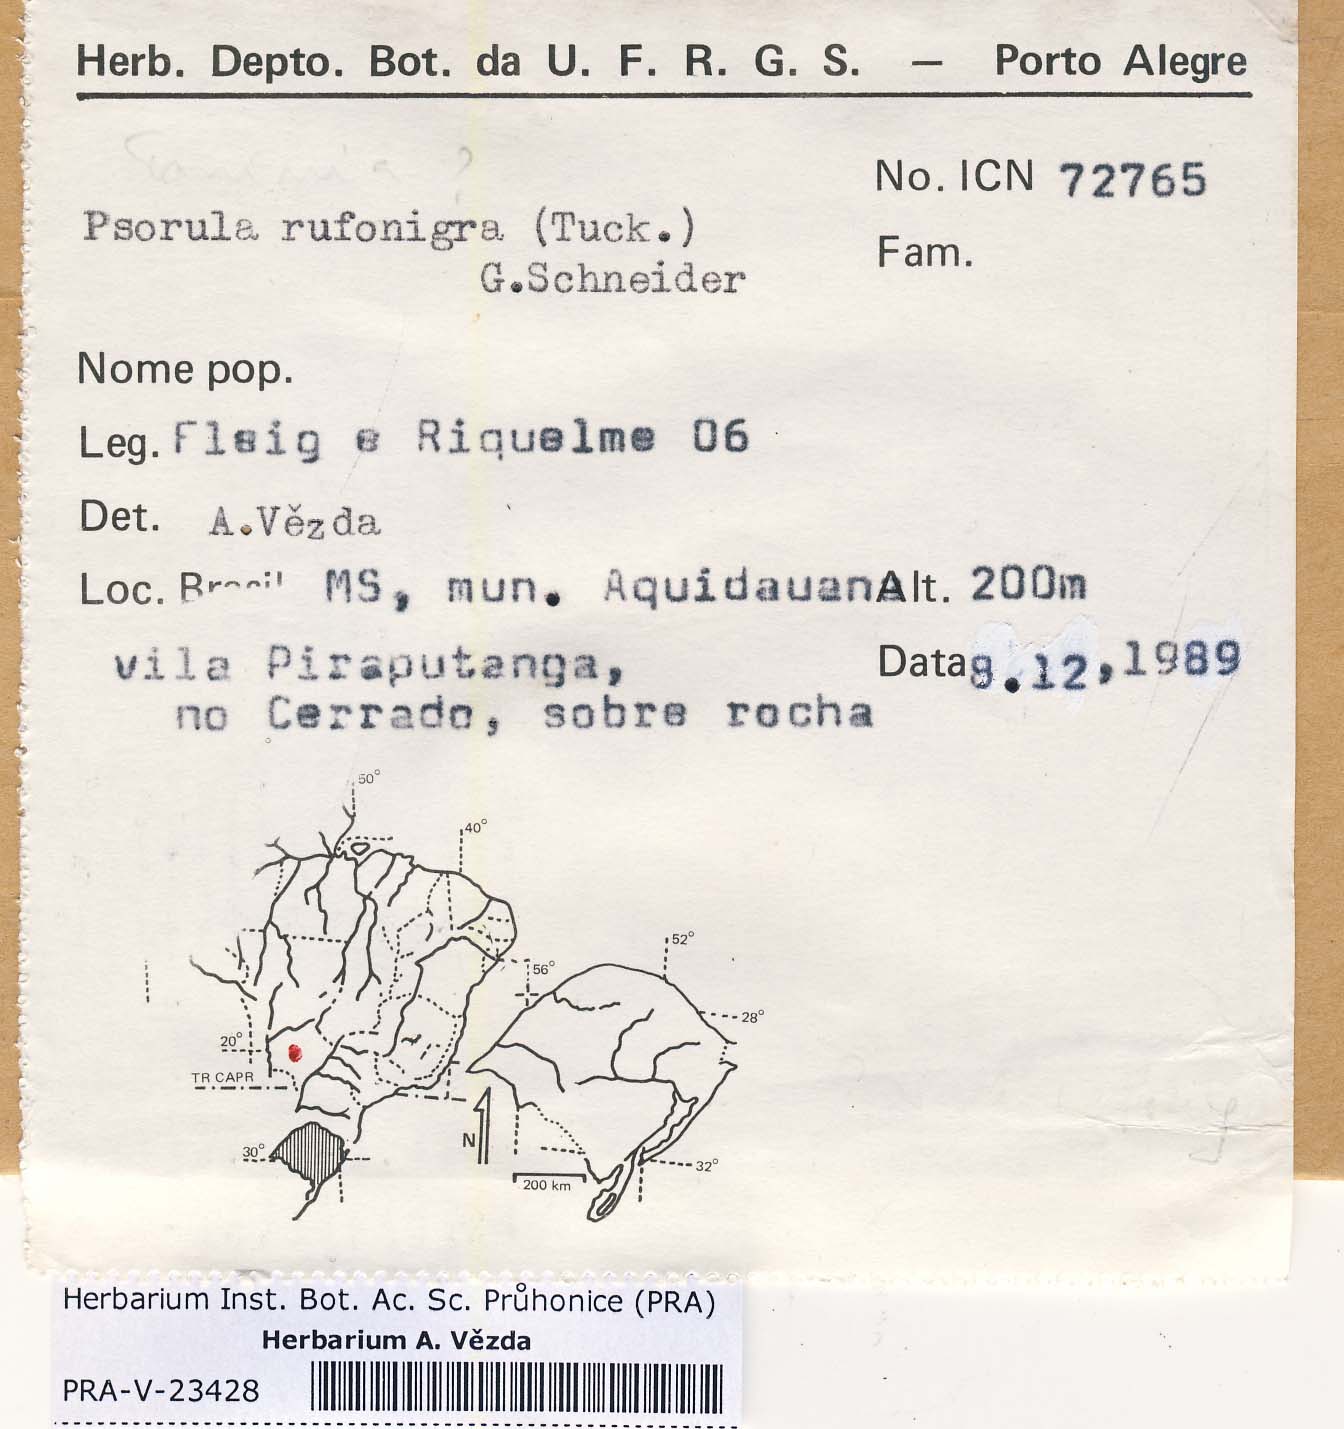 Herb. Depto. Bot. da U. F. R. G. S. — Porto Alegre
No. ICN 72765
Psorula rufonigra (Tuck.)
G.Schneider
Fam.
Nome pop.
Leg. Fleig e Riquelme 06
Det. A.Vězda
Loc. Brasil MS, mun. Aquidauana Alt. 200m
vila Piraputanga, Data 9.12,1989
no Cerrado, sobre rocha
50°
40°
52°
56°
28°
20°
TR CAPR
N
30°
32°
200 km
Herbarium Inst. Bot. Ac. Sc. Průhonice (PRA)
Herbarium A. Vězda
PRA-V-23428